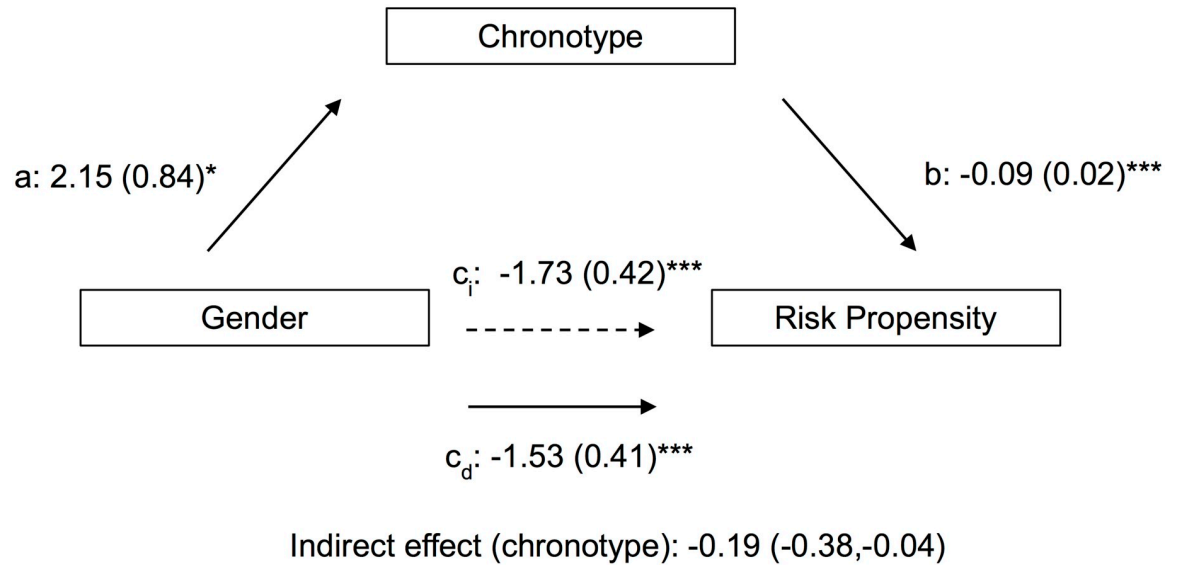 Chronotype
a: 2.15 (0.84)*
b: -0.09 (0.02)***
ci: -1.73 (0.42)***
Gender
Risk Propensity
cd: -1.53 (0.41)***
Indirect effect (chronotype): -0.19 (-0.38,-0.04)